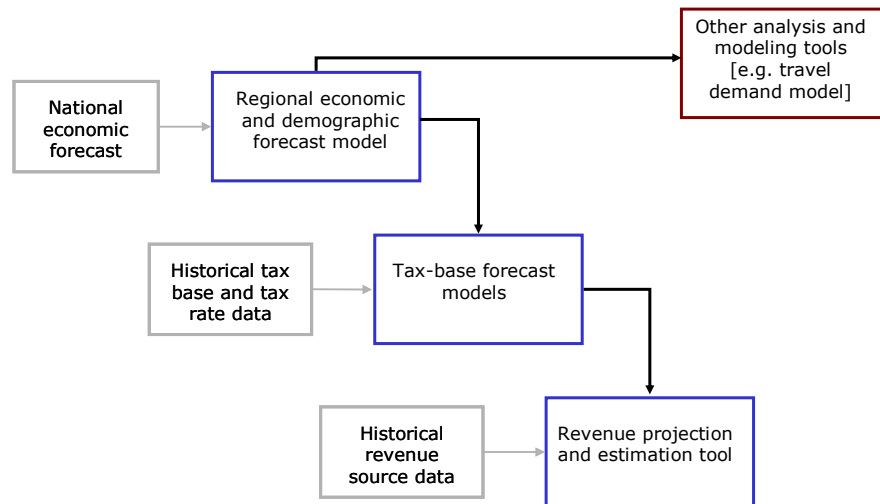 Other analysis and
modeling tools
[e.g. travel
demand model]
National
economic
forecast
Regional economic
and demographic
forecast model
Historical tax
base and tax
rate data
Tax-base forecast
models
Historical
revenue
source data
Revenue projection
and estimation tool